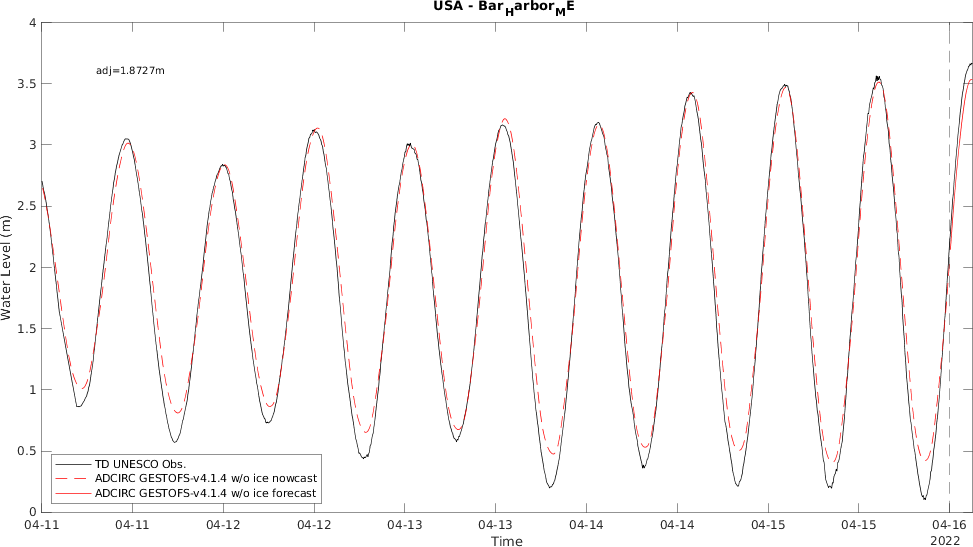 USA - Bar Harbor ME
adj=1.8727m
4
3.5
3
2.5
2
1.5
1
0.5
0
Water Level (m)
TD UNESCO Obs.
ADCIRC GESTOFS-v4.1.4 w/o ice nowcast
ADCIRC GESTOFS-v4.1.4 w/o ice forecast
04-11 04-11 04-12 04-12 04-13 04-13 04-14 04-14 04-15 04-15 04-16
Time 2022